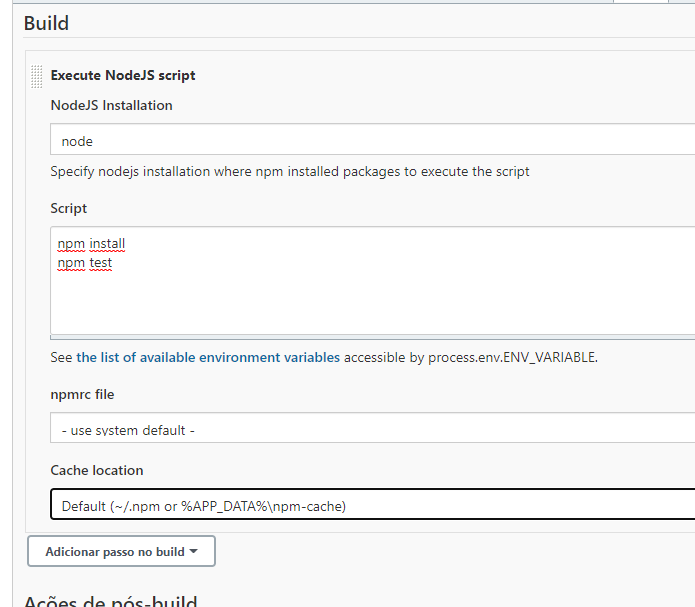 Build
Execute NodeJS script
NodeJS Installation
node
Specify nodejs installation where npm installed packages to execute the script
Script
npm install
npm test
See the list of available environment variables accessible by process.env.ENV_VARIABLE.
npmrc file
- use system default -
Cache location
Default (~/.npm or %APP_DATA%\npm-cache)
Adicionar passo no build
Ações de pós-build